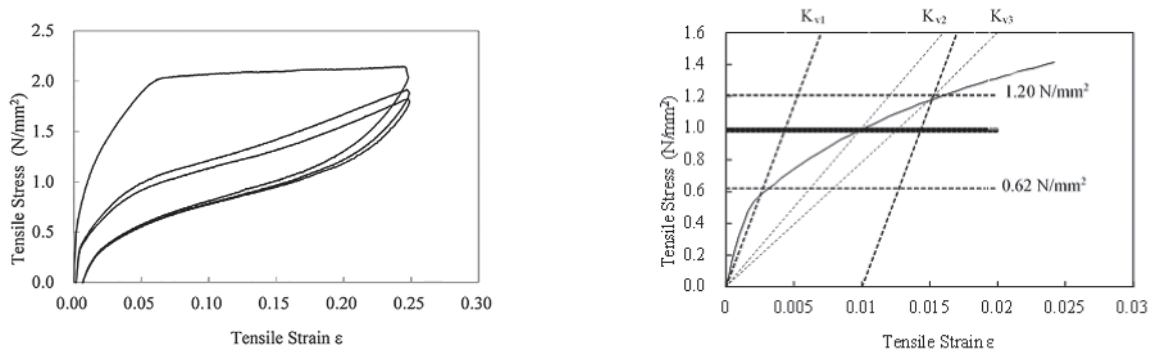 2.5
2.0
1.5
1.0
0.5
0.0
Tensile Stress (N/mm²)
0.00 0.05 0.10 0.15 0.20 0.25 0.30
Tensile Strain ε
Kv1 Kv2 Kv3
1.6
1.4
1.2
1.0
0.8
0.6
0.4
0.2
0.0
Tensile Stress (N/mm²)
1.20 N/mm²
0.62 N/mm²
0 0.005 0.01 0.015 0.02 0.025 0.03
Tensile Strain ε